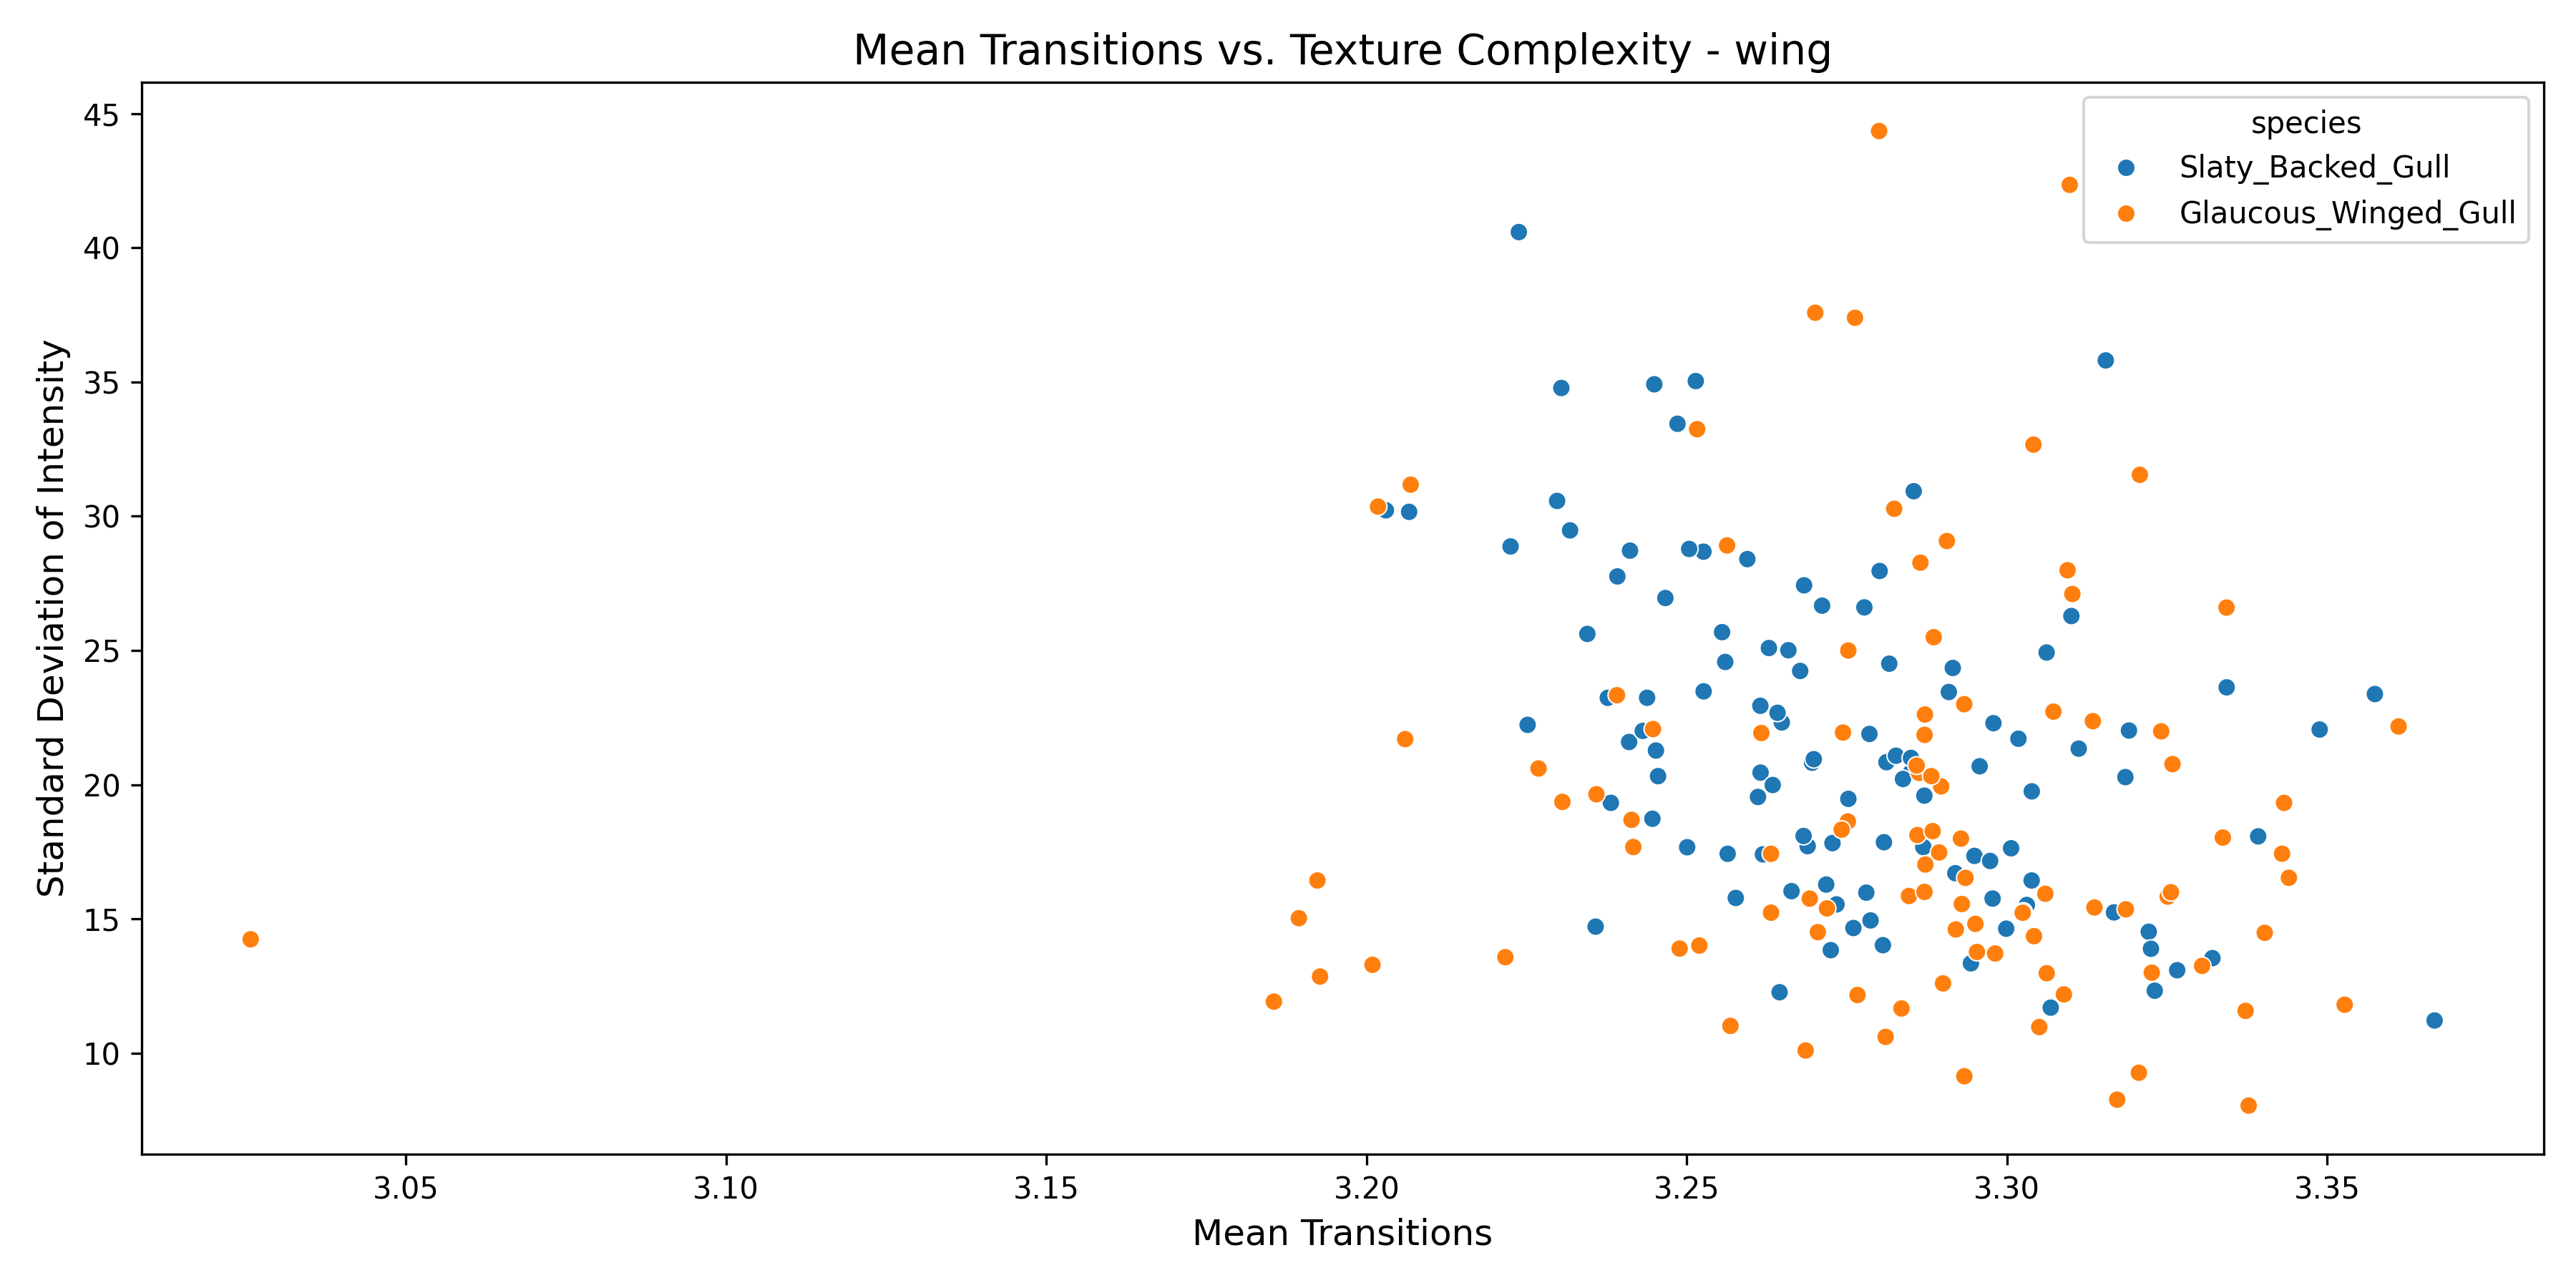 Mean Transitions vs. Texture Complexity - wing
species
Slaty_Backed_Gull
Glaucous_Winged_Gull
Standard Deviation of Intensity
45
40
35
30
25
20
15
10
3.05
3.10
3.15
3.20
3.25
3.30
3.35
Mean Transitions